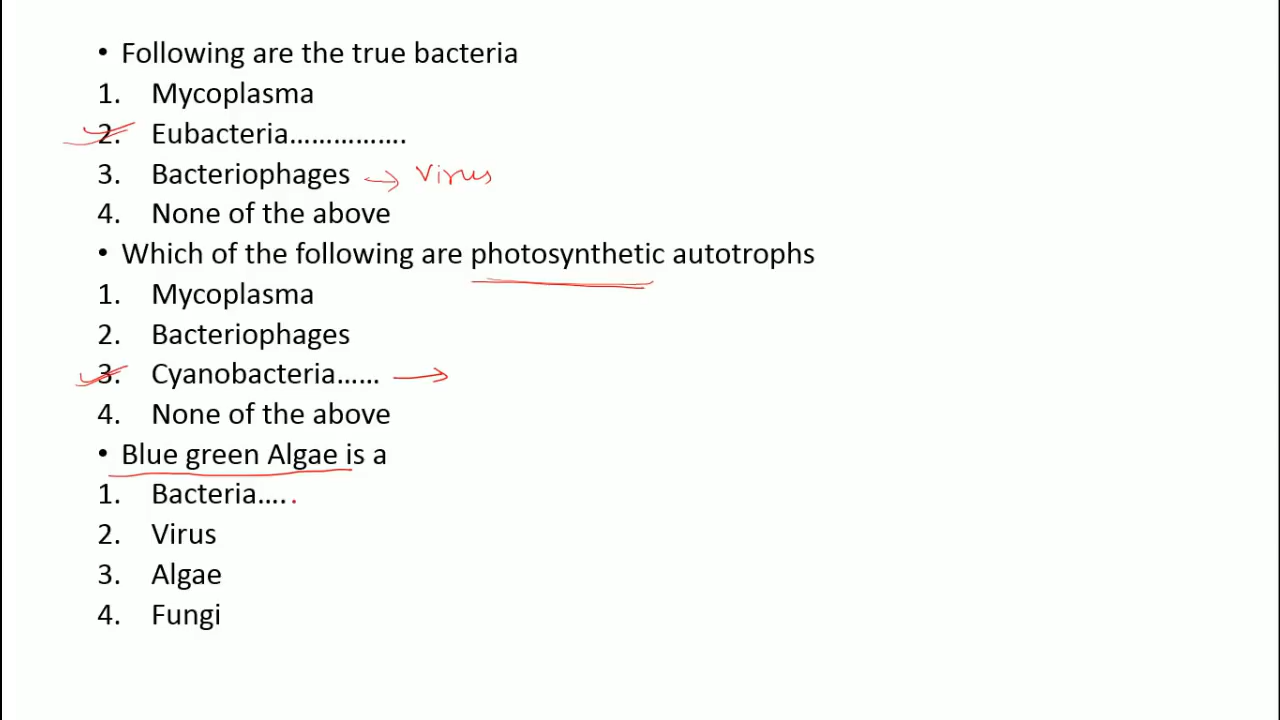 • Following are the true bacteria
1. Mycoplasma
2. Eubacteria…………….
3. Bacteriophages → Virus
4. None of the above
• Which of the following are photosynthetic autotrophs
1. Mycoplasma
2. Bacteriophages
3. Cyanobacteria…… →
4. None of the above
• Blue green Algae is a
1. Bacteria….
2. Virus
3. Algae
4. Fungi